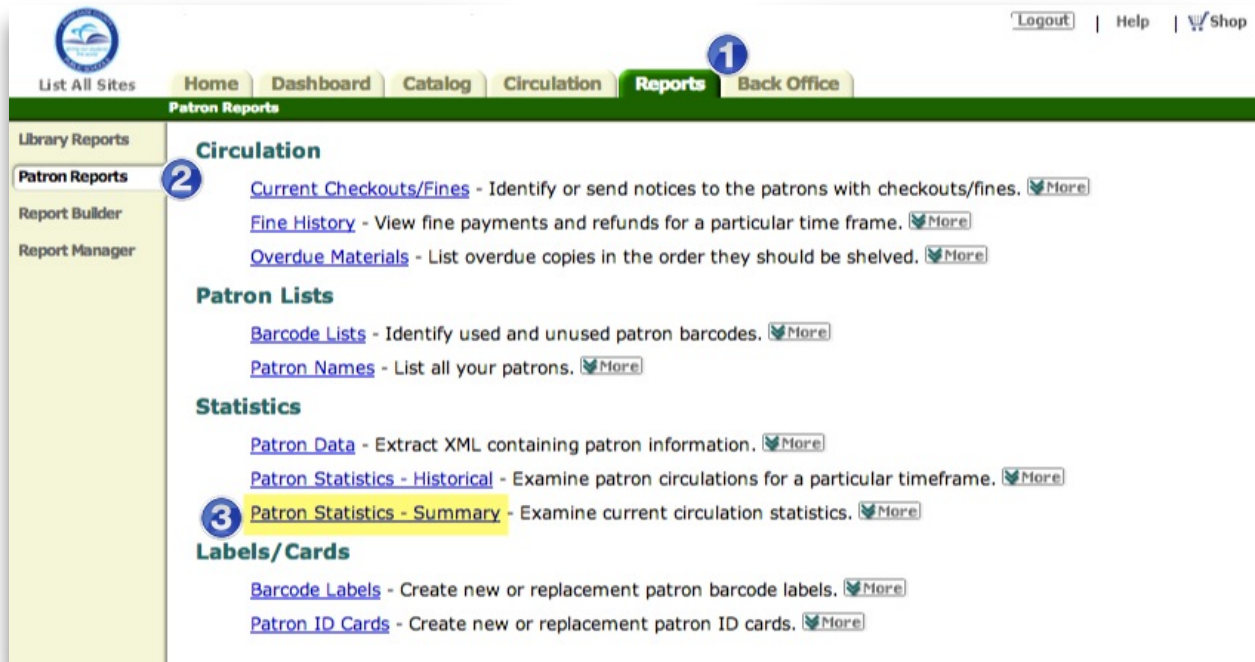 Logout | Help | Shop
List All Sites
Home Dashboard Catalog Circulation Reports 1 Back Office
Patron Reports
Library Reports
Patron Reports 2
Report Builder
Report Manager
Circulation
Current Checkouts/Fines - Identify or send notices to the patrons with checkouts/fines. More
Fine History - View fine payments and refunds for a particular time frame. More
Overdue Materials - List overdue copies in the order they should be shelved. More
Patron Lists
Barcode Lists - Identify used and unused patron barcodes. More
Patron Names - List all your patrons. More
Statistics
Patron Data - Extract XML containing patron information. More
Patron Statistics - Historical - Examine patron circulations for a particular timeframe. More
3 Patron Statistics - Summary - Examine current circulation statistics. More
Labels/Cards
Barcode Labels - Create new or replacement patron barcode labels. More
Patron ID Cards - Create new or replacement patron ID cards. More